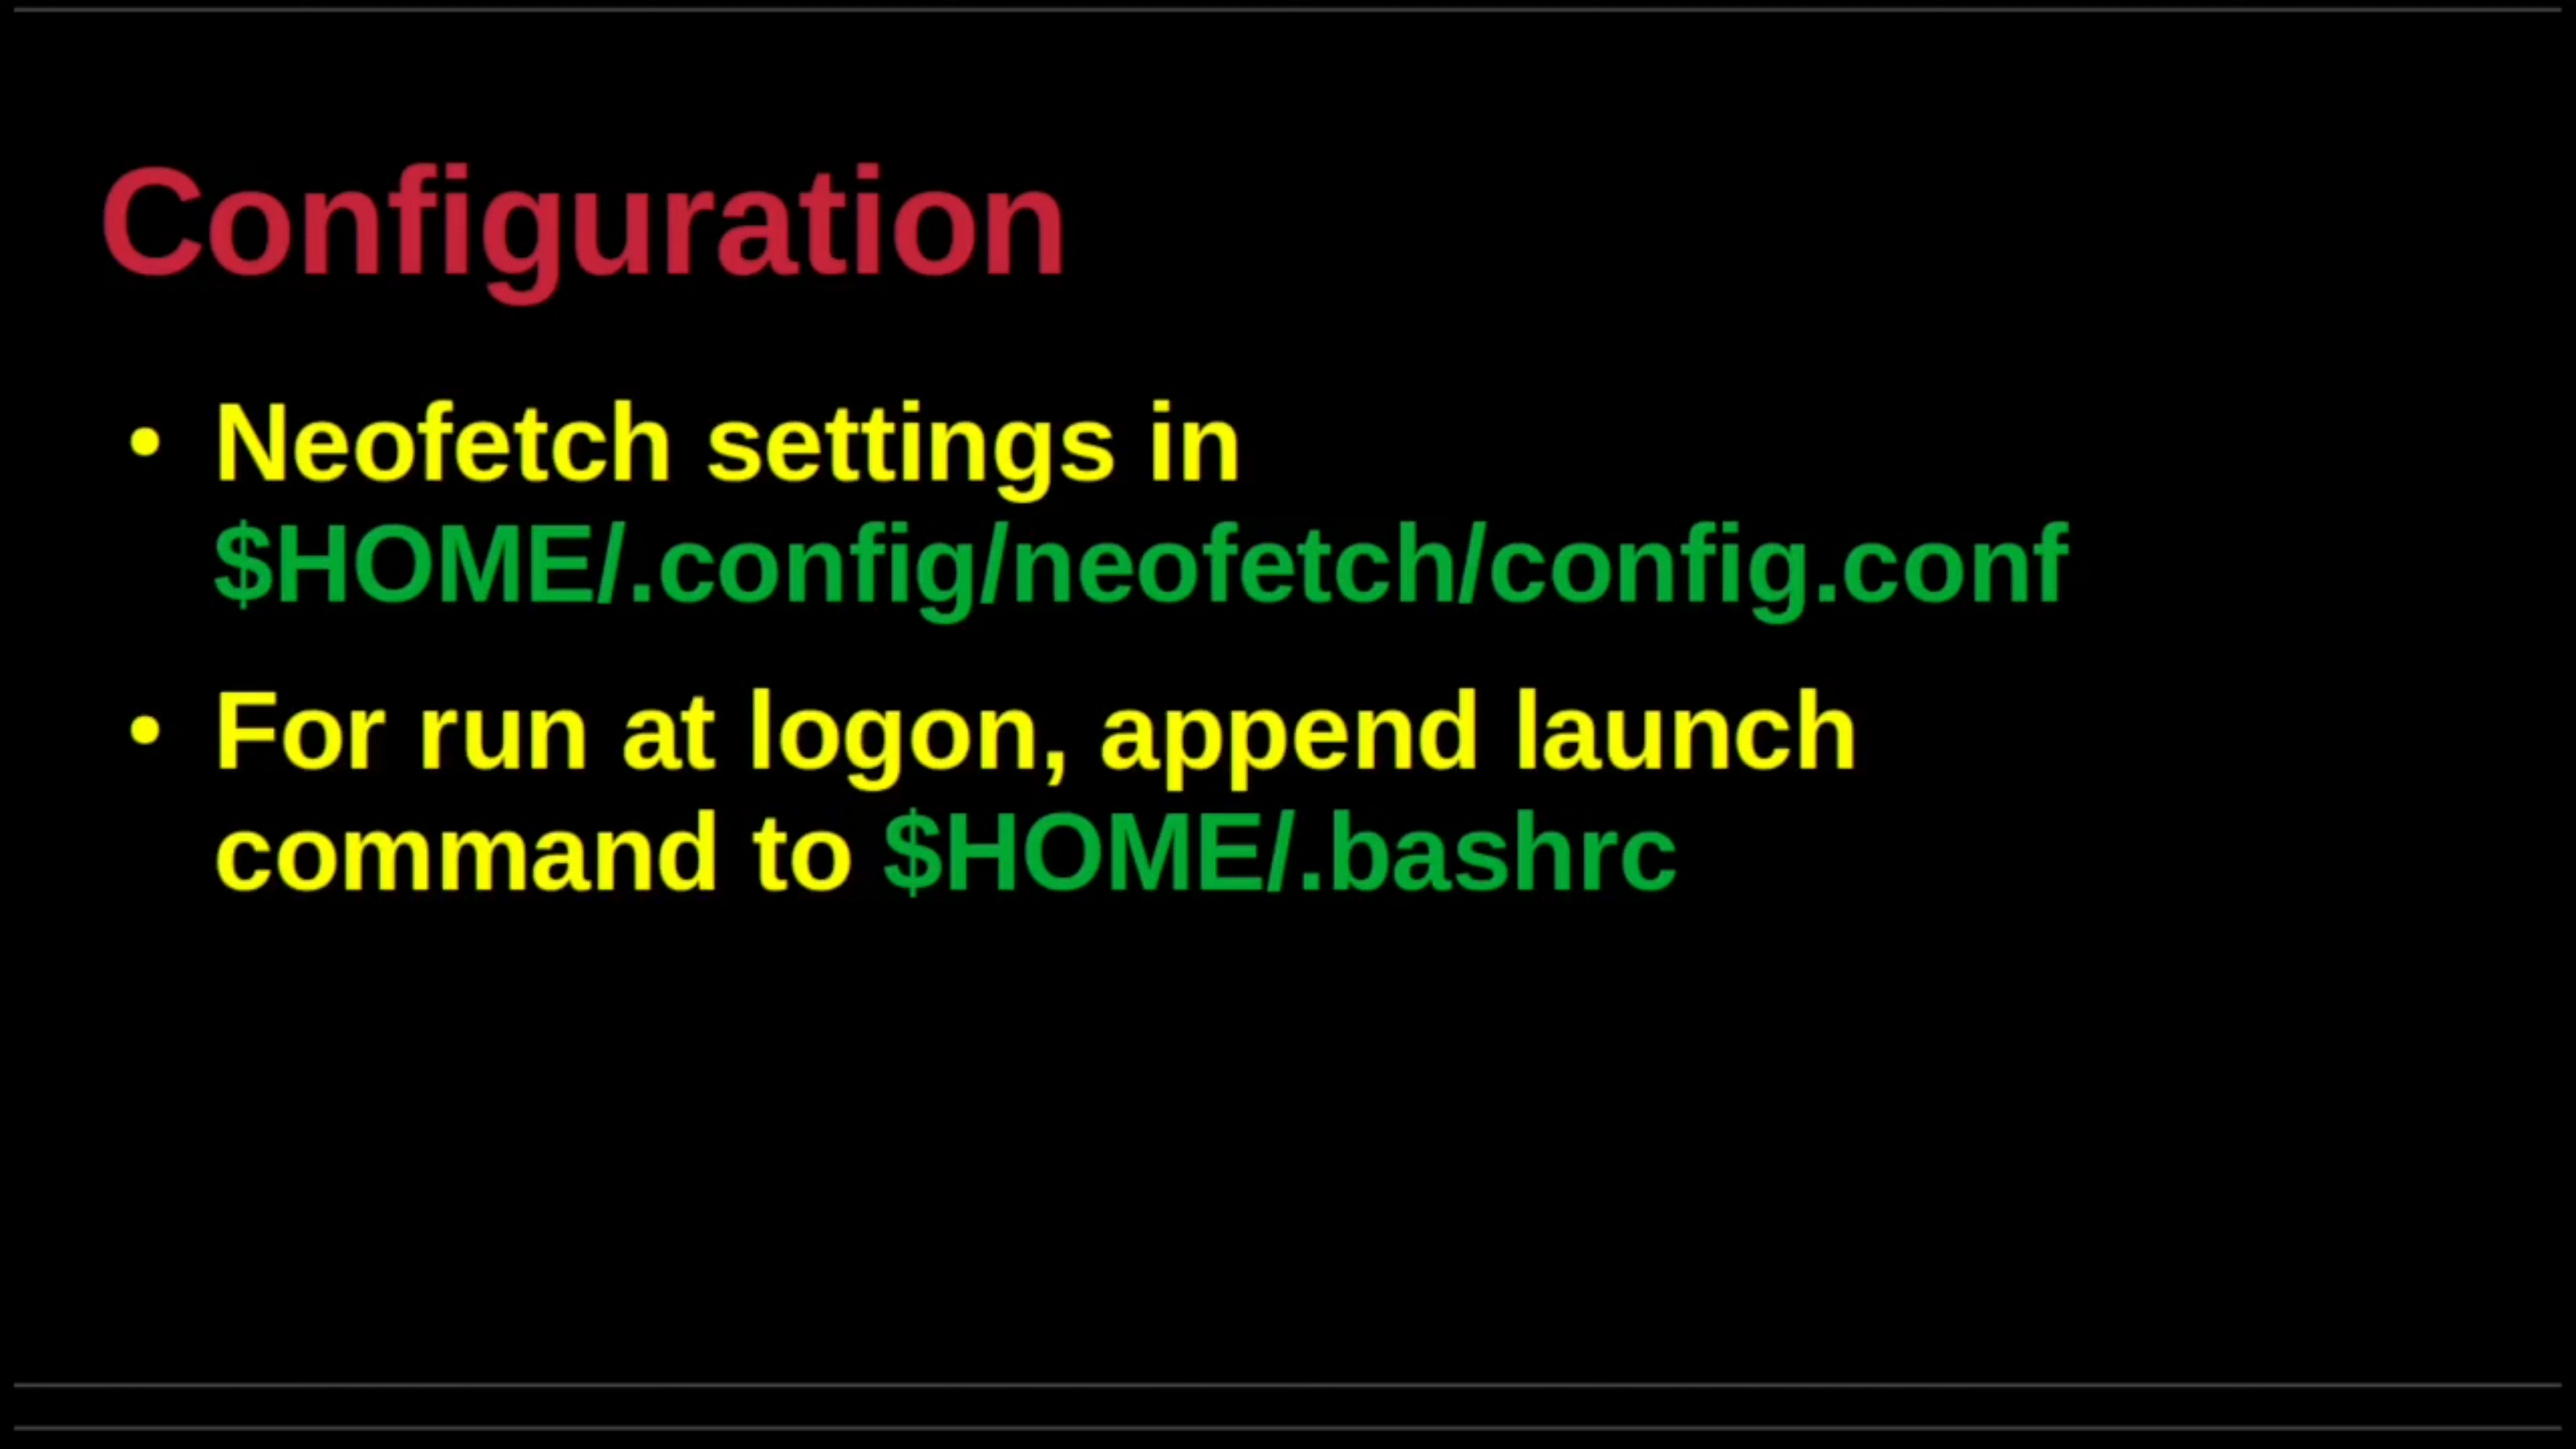 Configuration
• Neofetch settings in
$HOME/.config/neofetch/config.conf
• For run at logon, append launch
command to $HOME/.bashrc